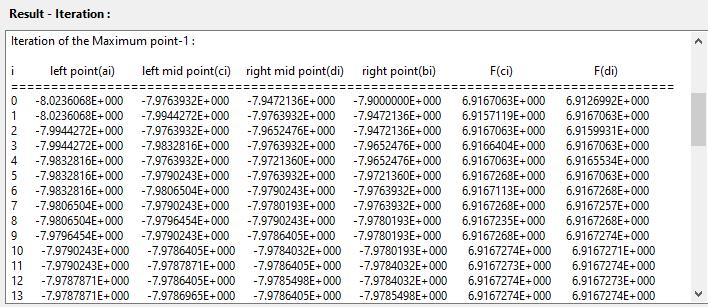 Result - Iteration :
Iteration of the Maximum point-1 :
i left point(ai) left mid point(ci) right mid point(di) right point(bi) F(ci) F(di)
================================================================================
0 -8.0236068E+000 -7.9763932E+000 -7.9472136E+000 -7.9000000E+000 6.9167063E+000 6.9126992E+000
1 -8.0236068E+000 -7.9944272E+000 -7.9763932E+000 -7.9472136E+000 6.9157119E+000 6.9167063E+000
2 -7.9944272E+000 -7.9763932E+000 -7.9652476E+000 -7.9472136E+000 6.9167063E+000 6.9159931E+000
3 -7.9944272E+000 -7.9832816E+000 -7.9763932E+000 -7.9652476E+000 6.9166404E+000 6.9167063E+000
4 -7.9832816E+000 -7.9763932E+000 -7.9721360E+000 -7.9652476E+000 6.9167063E+000 6.9165534E+000
5 -7.9832816E+000 -7.9790243E+000 -7.9763932E+000 -7.9721360E+000 6.9167268E+000 6.9167063E+000
6 -7.9832816E+000 -7.9806504E+000 -7.9790243E+000 -7.9763932E+000 6.9167113E+000 6.9167268E+000
7 -7.9806504E+000 -7.9790243E+000 -7.9780193E+000 -7.9763932E+000 6.9167268E+000 6.9167257E+000
8 -7.9806504E+000 -7.9796454E+000 -7.9790243E+000 -7.9780193E+000 6.9167235E+000 6.9167268E+000
9 -7.9796454E+000 -7.9790243E+000 -7.9786405E+000 -7.9780193E+000 6.9167268E+000 6.9167274E+000
10 -7.9790243E+000 -7.9786405E+000 -7.9784032E+000 -7.9780193E+000 6.9167274E+000 6.9167271E+000
11 -7.9790243E+000 -7.9787871E+000 -7.9786405E+000 -7.9784032E+000 6.9167273E+000 6.9167274E+000
12 -7.9787871E+000 -7.9786405E+000 -7.9785498E+000 -7.9784032E+000 6.9167274E+000 6.9167273E+000
13 -7.9787871E+000 -7.9786965E+000 -7.9786405E+000 -7.9785498E+000 6.9167274E+000 6.9167274E+000